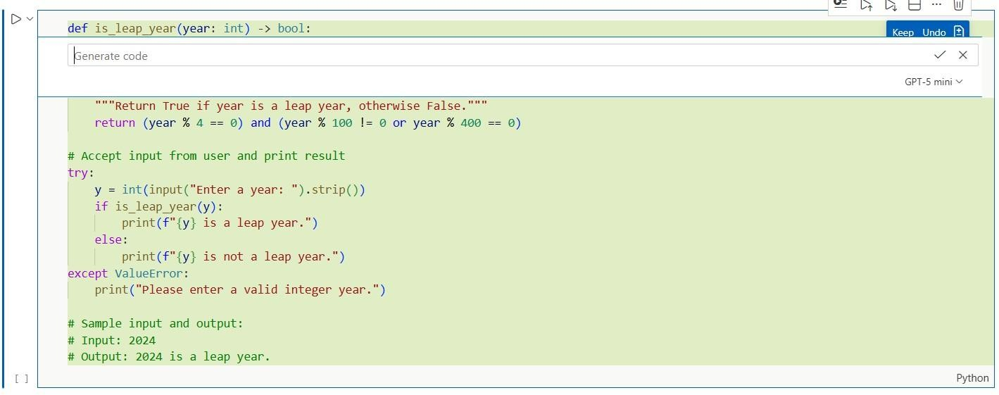 def is_leap_year(year: int) -> bool:
Keep Undo
Generate code
GPT-5 mini
"""Return True if year is a leap year, otherwise False."""
return (year % 4 == 0) and (year % 100 != 0 or year % 400 == 0)
# Accept input from user and print result
try:
y = int(input("Enter a year: ").strip())
if is_leap_year(y):
print(f"{y} is a leap year.")
else:
print(f"{y} is not a leap year.")
except ValueError:
print("Please enter a valid integer year.")
# Sample input and output:
# Input: 2024
# Output: 2024 is a leap year.
[ ]
Python